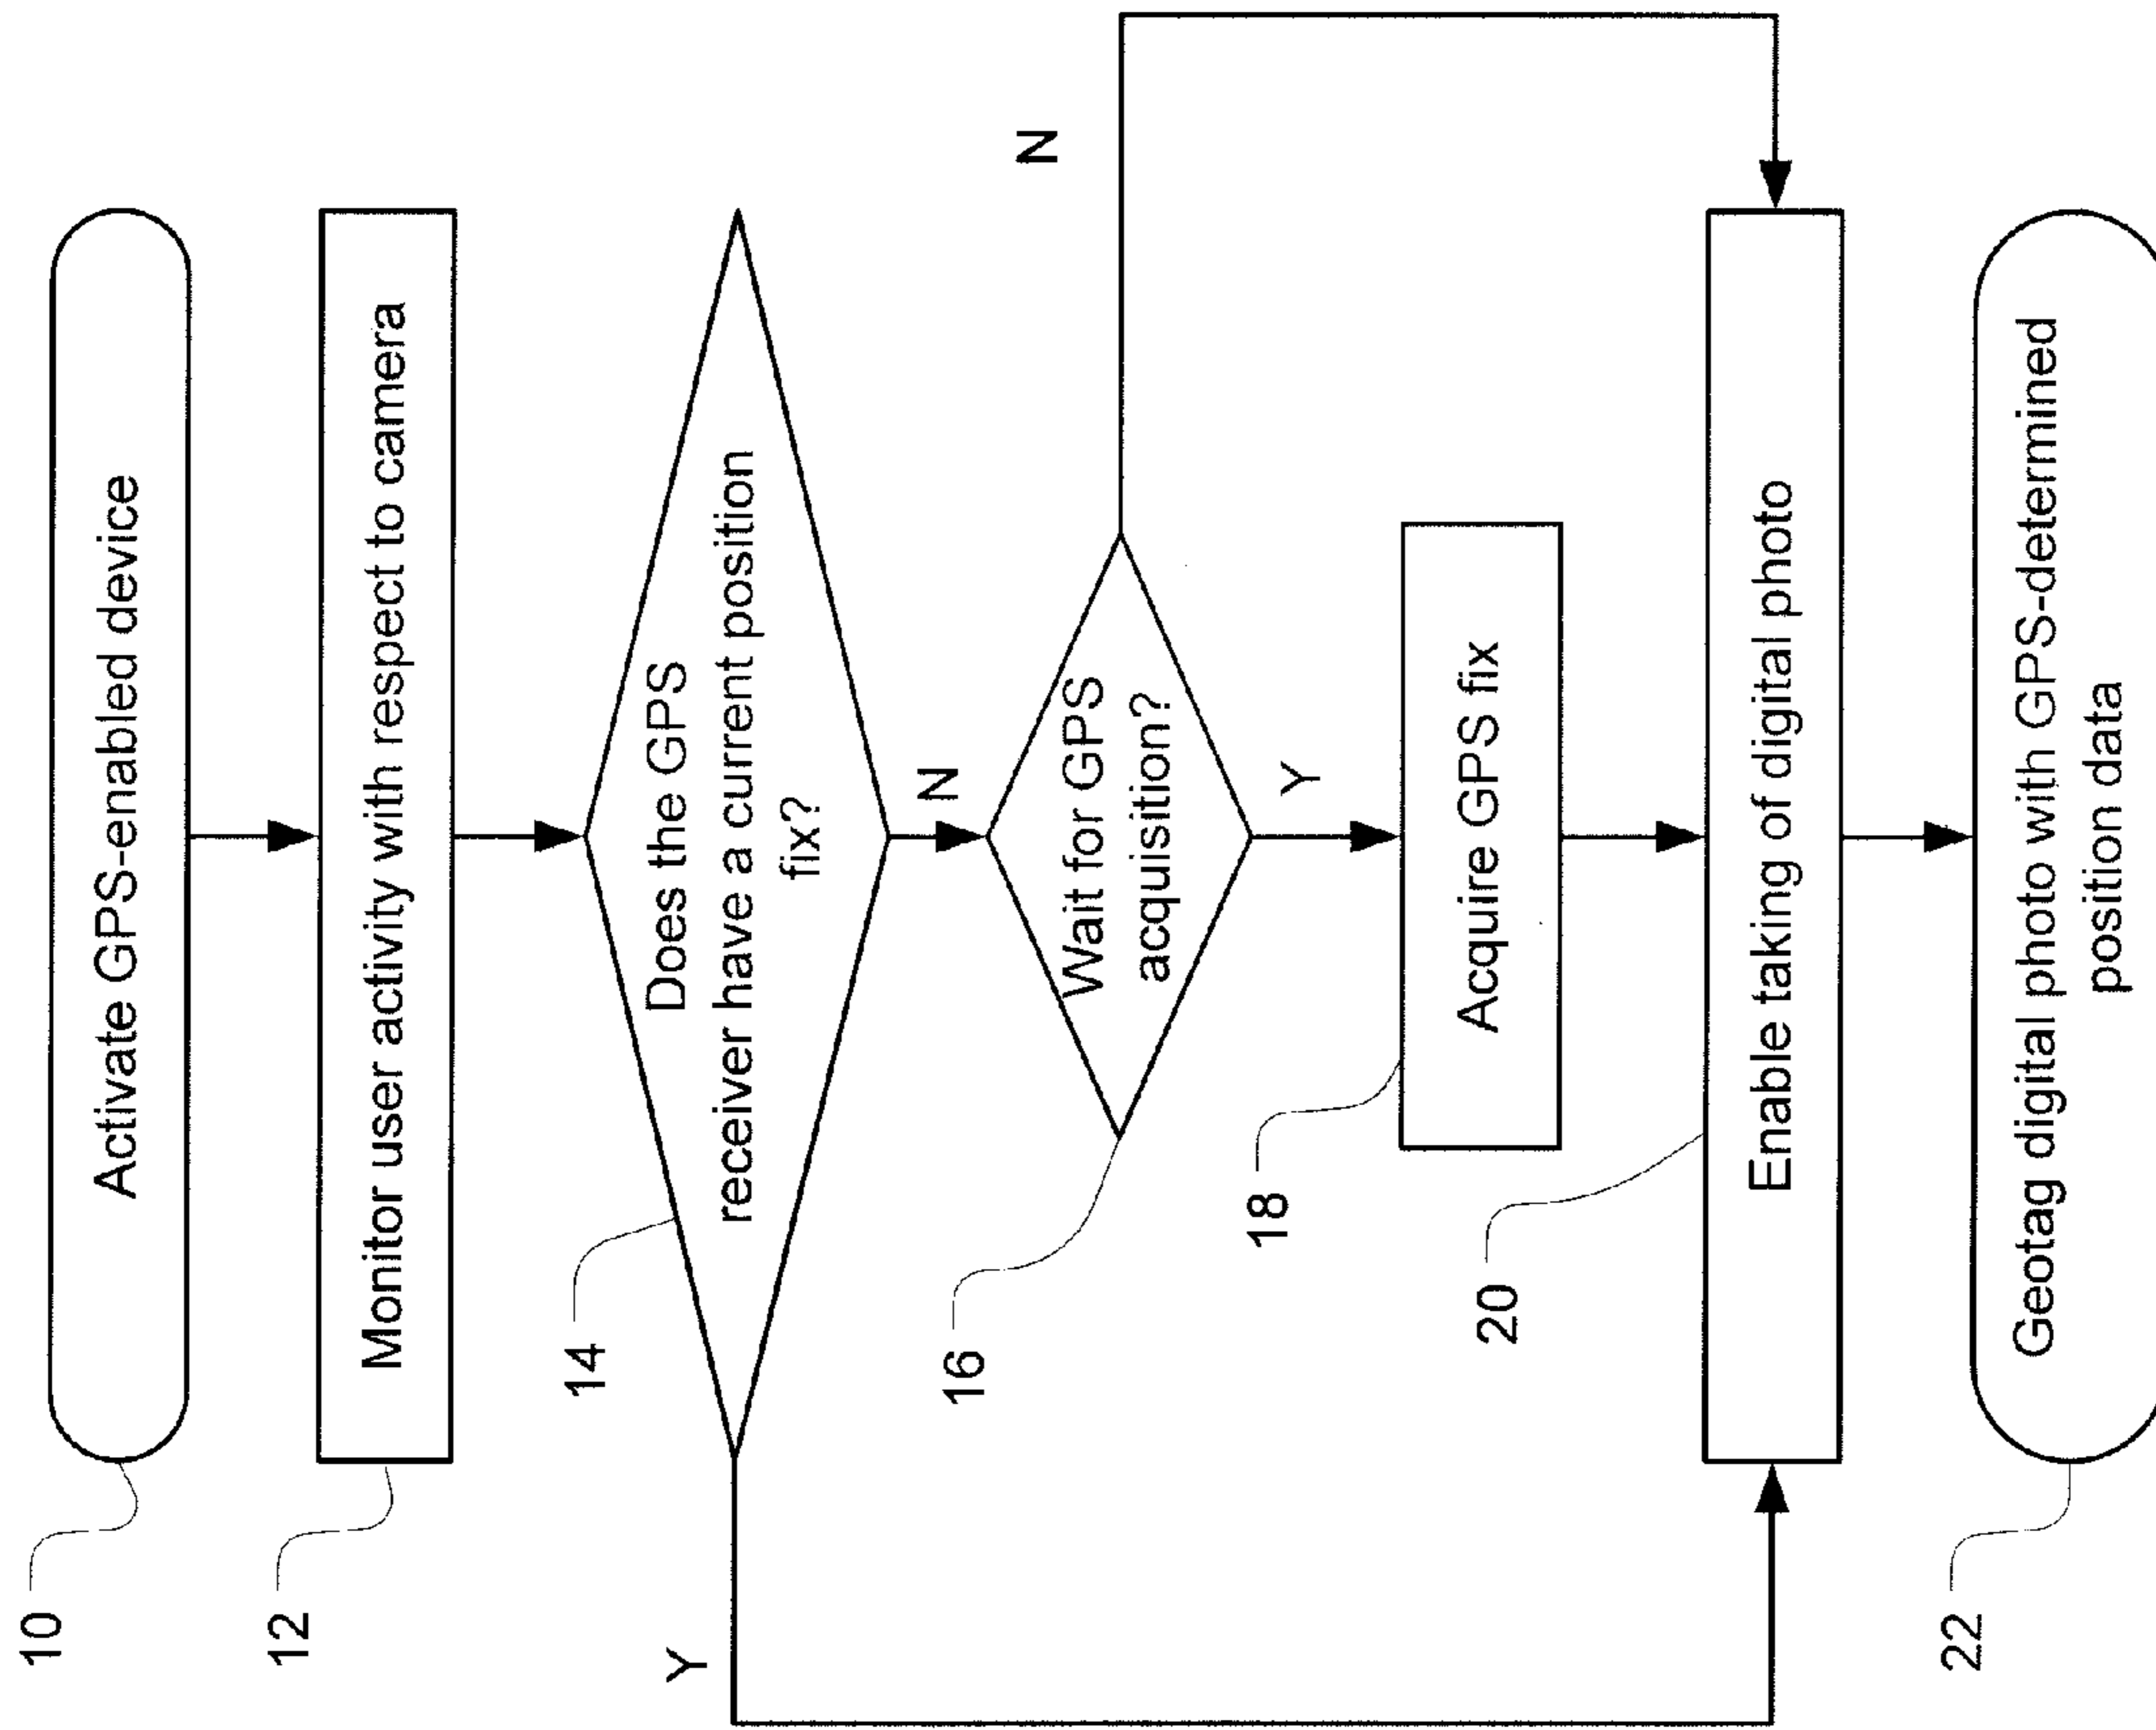 10
Activate GPS-enabled device
12
Monitor user activity with respect to camera
14
Does the GPS
receiver have a current position
fix?
Y
N
16
Wait for GPS
acquisition?
N
Y
18
Acquire GPS fix
20
Enable taking of digital photo
22
Geotag digital photo with GPS-determined
position data